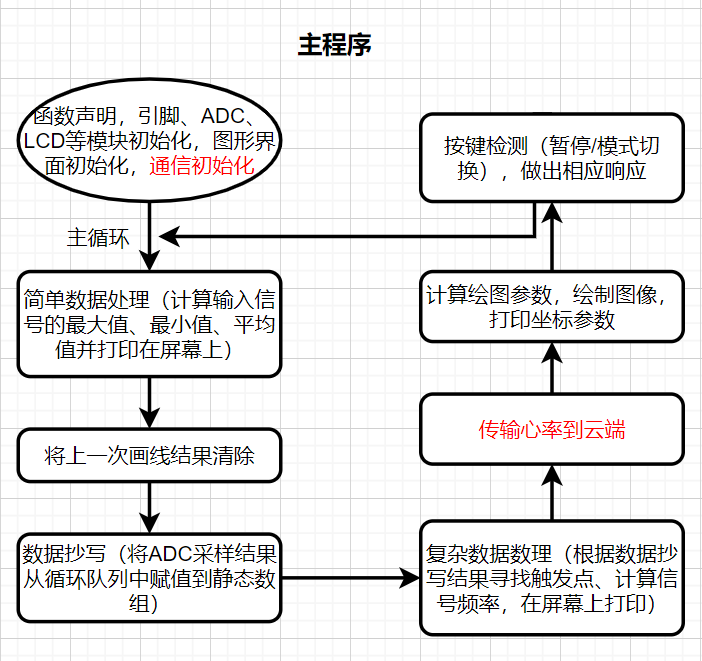 主程序
函数声明，引脚、ADC、
LCD等模块初始化，图形界
面初始化，通信初始化
主循环
简单数据处理（计算输入信
号的最大值、最小值、平均
值并打印在屏幕上）
将上一次画线结果清除
数据抄写（将ADC采样结果
从循环队列中赋值到静态数
组）
复杂数据数理（根据数据抄
写结果寻找触发点、计算信
号频率，在屏幕上打印）
传输心率到云端
计算绘图参数，绘制图像，
打印坐标参数
按键检测（暂停/模式切
换），做出相应响应